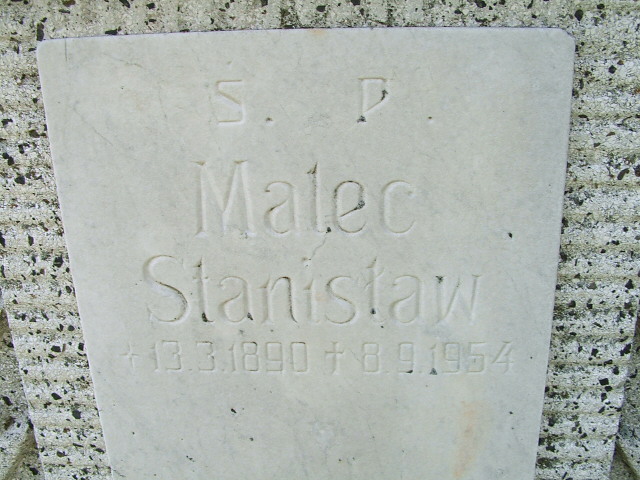 S. P.
Malec
Stanisław
+ 13.3.1890 + 8.9.1954